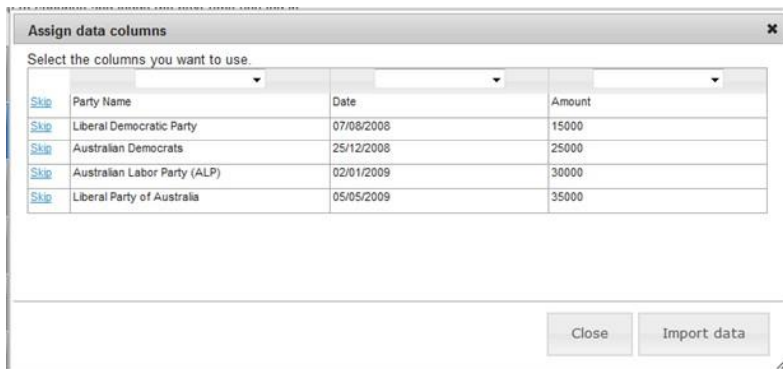 Assign data columns
Select the columns you want to use.
Skip Party Name Date Amount
Skip Liberal Democratic Party 07/08/2008 15000
Skip Australian Democrats 25/12/2008 25000
Skip Australian Labor Party (ALP) 02/01/2009 30000
Skip Liberal Party of Australia 05/05/2009 35000
Close Import data